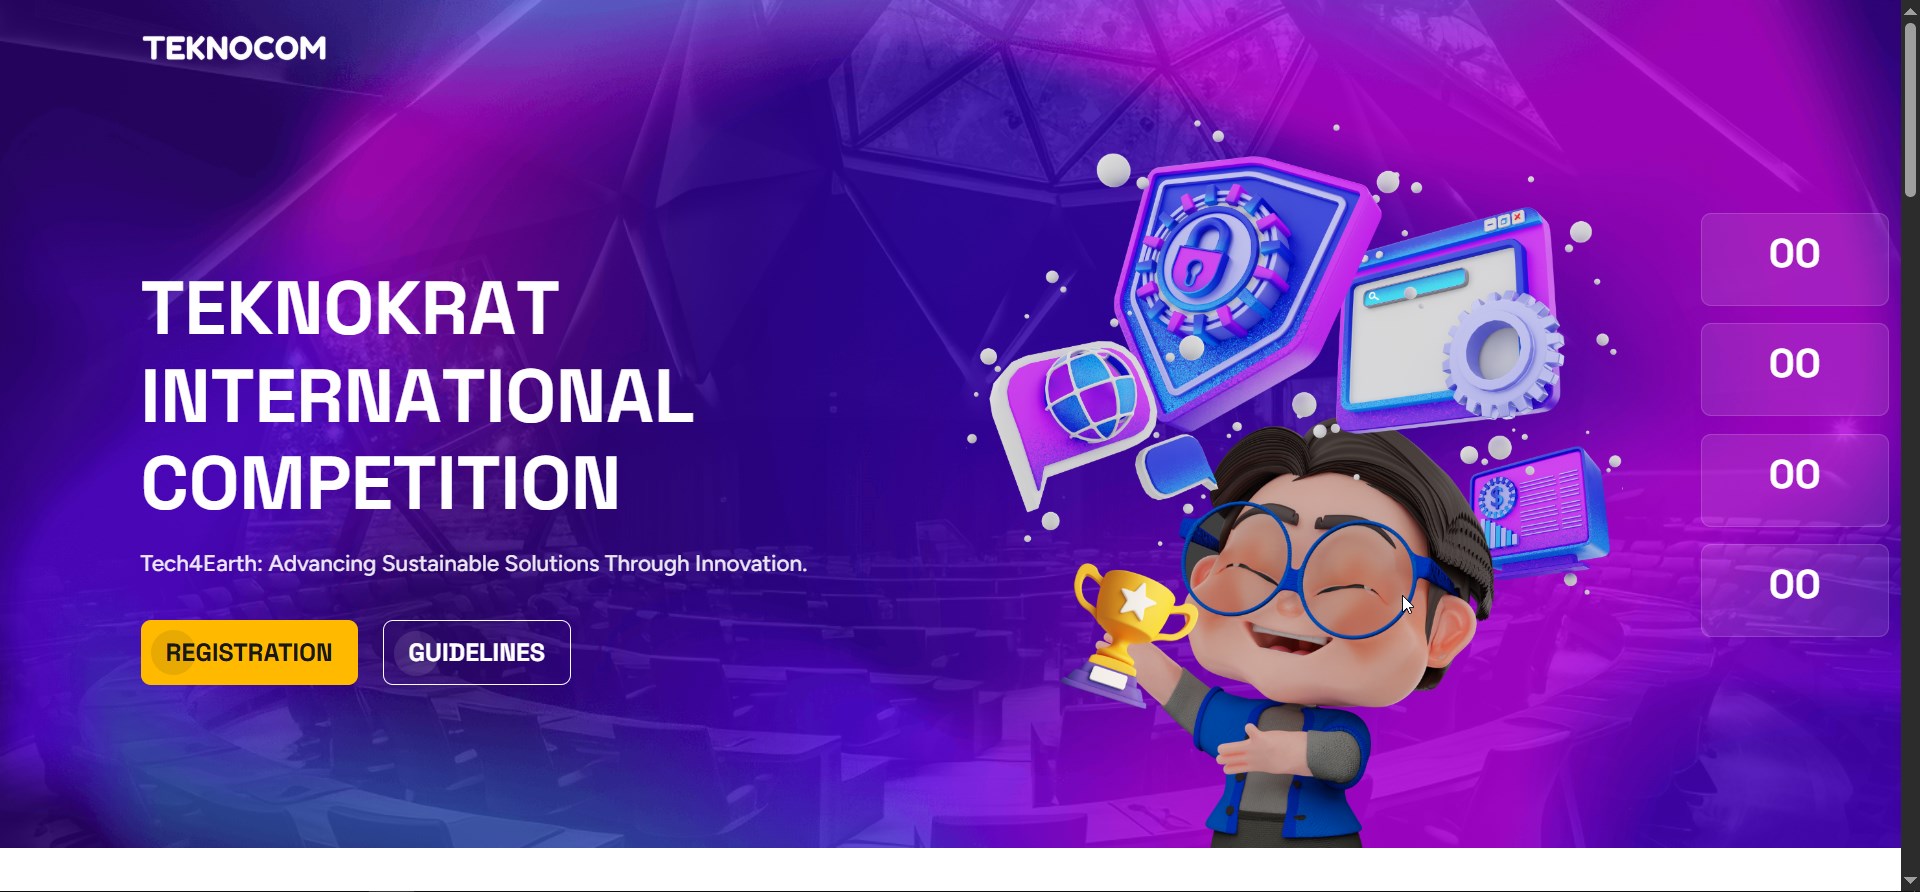 TEKNOCOM
TEKNOKRAT
INTERNATIONAL
COMPETITION
Tech4Earth: Advancing Sustainable Solutions Through Innovation.
REGISTRATION
GUIDELINES
00
00
00
00